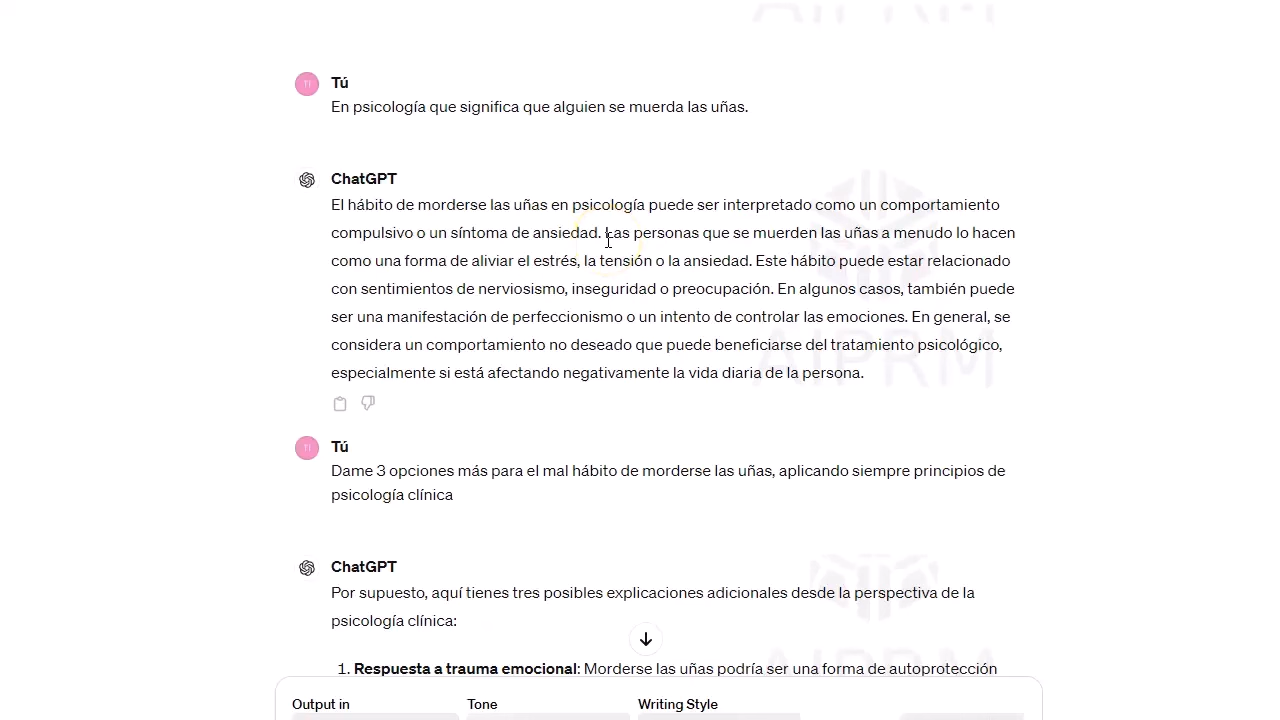 Tú
En psicología que significa que alguien se muerda las uñas.
ChatGPT
El hábito de morderse las uñas en psicología puede ser interpretado como un comportamiento
compulsivo o un síntoma de ansiedad. Las personas que se muerden las uñas a menudo lo hacen
como una forma de aliviar el estrés, la tensión o la ansiedad. Este hábito puede estar relacionado
con sentimientos de nerviosismo, inseguridad o preocupación. En algunos casos, también puede
ser una manifestación de perfeccionismo o un intento de controlar las emociones. En general, se
considera un comportamiento no deseado que puede beneficiarse del tratamiento psicológico,
especialmente si está afectando negativamente la vida diaria de la persona.
AIPRM
Tú
Dame 3 opciones más para el mal hábito de morderse las uñas, aplicando siempre principios de
psicología clínica
ChatGPT
Por supuesto, aquí tienes tres posibles explicaciones adicionales desde la perspectiva de la
psicología clínica:
1. Respuesta a trauma emocional: Morderse las uñas podría ser una forma de autoprotección
Output in
Tone
Writing Style